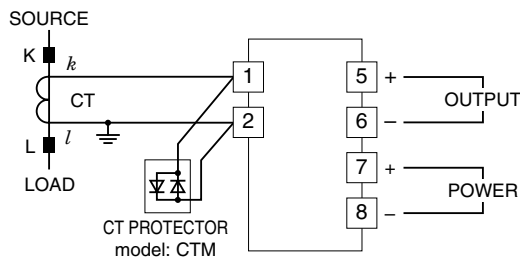 SOURCE
K
k
CT
L
l
LOAD
CT PROTECTOR
model: CTM
1
2
5 +
6 –
OUTPUT
7 +
8 –
POWER